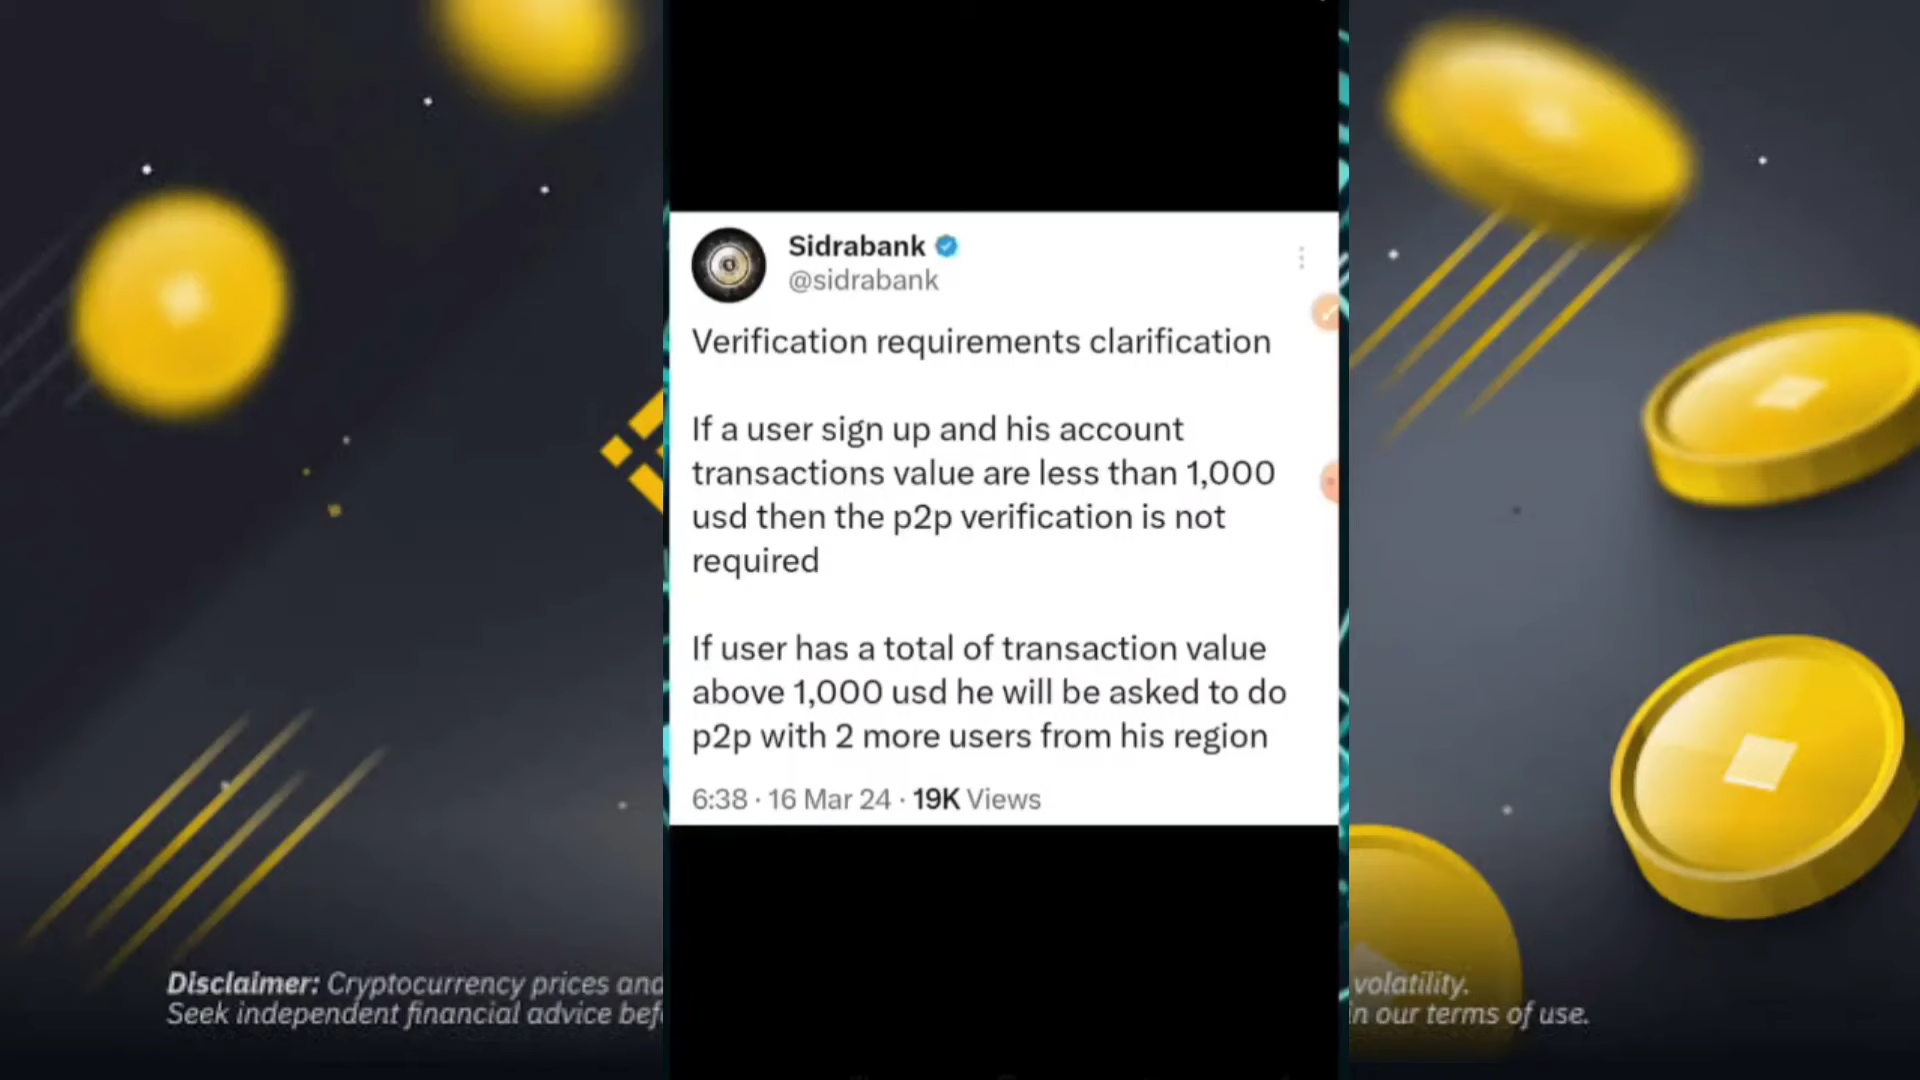 Sidrabank
@sidrabank
Verification requirements clarification
If a user sign up and his account
transactions value are less than 1,000
usd then the p2p verification is not
required
If user has a total of transaction value
above 1,000 usd he will be asked to do
p2p with 2 more users from his region
6:38 · 16 Mar 24 · 19K Views
Disclaimer: Cryptocurrency prices and
volatility.
Seek independent financial advice
in our terms of use.